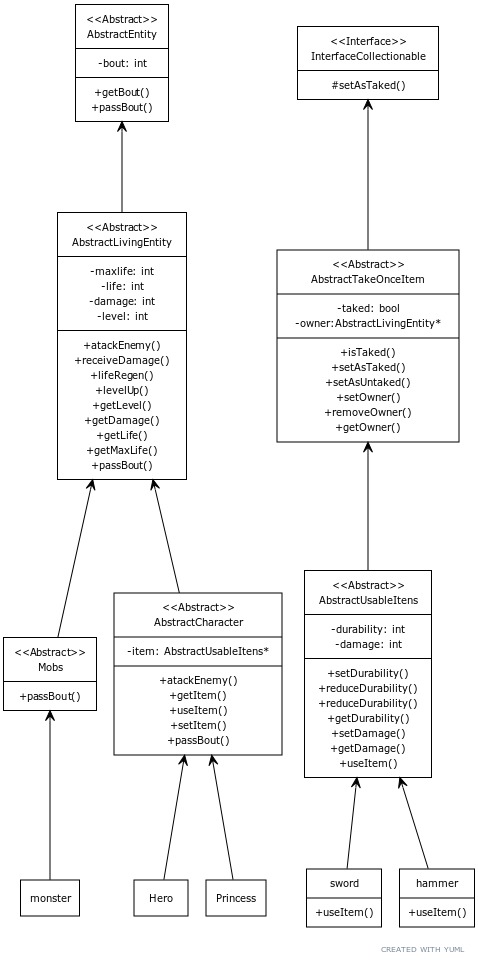 <<Abstract>>
AbstractEntity
-bout: int
+getBout()
+passBout()
<<Interface>>
InterfaceCollectionable
#setAsTaked()
<<Abstract>>
AbstractLivingEntity
-maxlife: int
-life: int
-damage: int
-level: int
+atackEnemy()
+receiveDamage()
+lifeRegen()
+levelUp()
+getLevel()
+getDamage()
+getLife()
+getMaxLife()
+passBout()
<<Abstract>>
AbstractTakeOnceItem
-taked: bool
-owner:AbstractLivingEntity*
+isTaked()
+setAsTaked()
+setAsUntaked()
+setOwner()
+removeOwner()
+getOwner()
<<Abstract>>
Mobs
+passBout()
<<Abstract>>
AbstractCharacter
-item: AbstractUsableItens*
+atackEnemy()
+getItem()
+useItem()
+setItem()
+passBout()
<<Abstract>>
AbstractUsableItens
-durability: int
-damage: int
+setDurability()
+reduceDurability()
+reduceDurability()
+getDurability()
+setDamage()
+getDamage()
+useItem()
monster
Hero
Princess
sword
+useItem()
hammer
+useItem()
CREATED WITH YUML